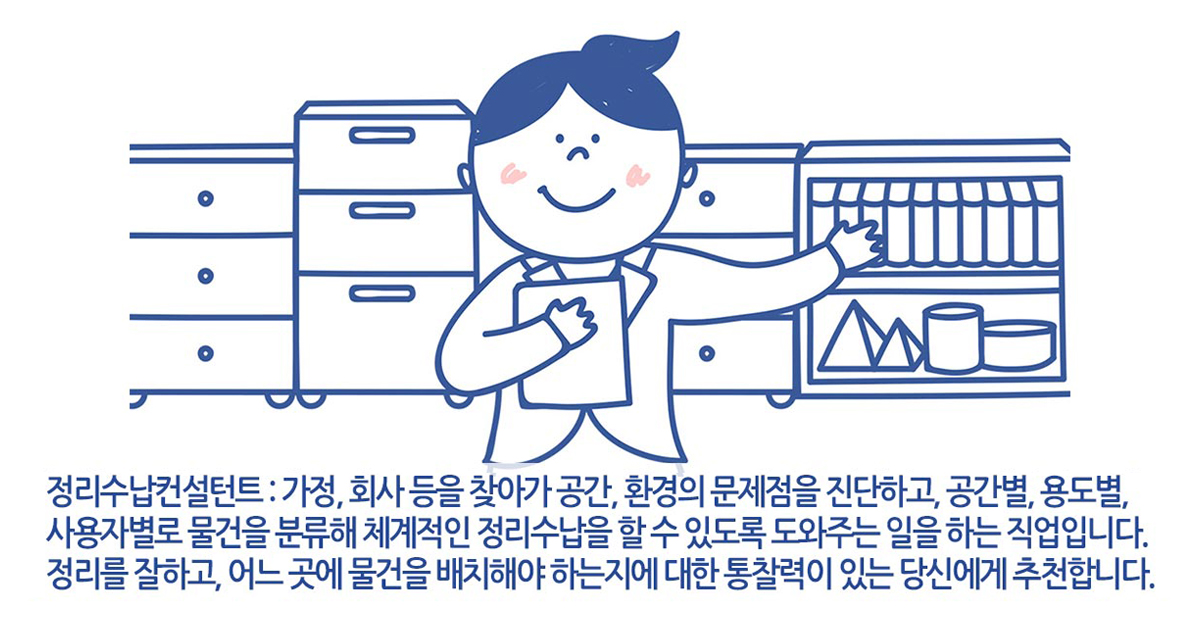 정리수납컨설턴트 : 가정, 회사 등을 찾아가 공간, 환경의 문제점을 진단하고, 공간별, 용도별,
사용자별로 물건을 분류해 체계적인 정리수납을 할 수 있도록 도와주는 일을 하는 직업입니다.
정리를 잘하고, 어느 곳에 물건을 배치해야 하는지에 대한 통찰력이 있는 당신에게 추천합니다.